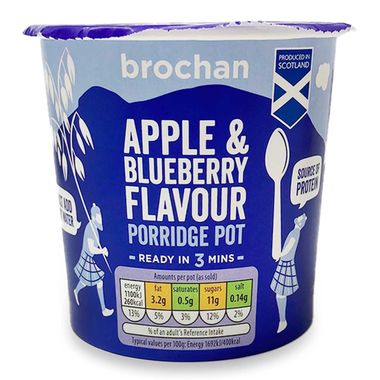 brochan
PRODUCED IN
SCOTLAND
APPLE &
BLUEBERRY
FLAVOUR
PORRIDGE POT
READY IN 3 MINS
SOURCE OF
PROTEIN
ADD
WATER
Amounts per pot (as sold)
energy fat saturates sugars salt
1100kJ 3.2g 0.5g 11g 0.14g
260kcal
13% 5% 3% 12% 2%
% of an adult's Reference Intake
Typical values per 100g: Energy 1692kJ/400kcal